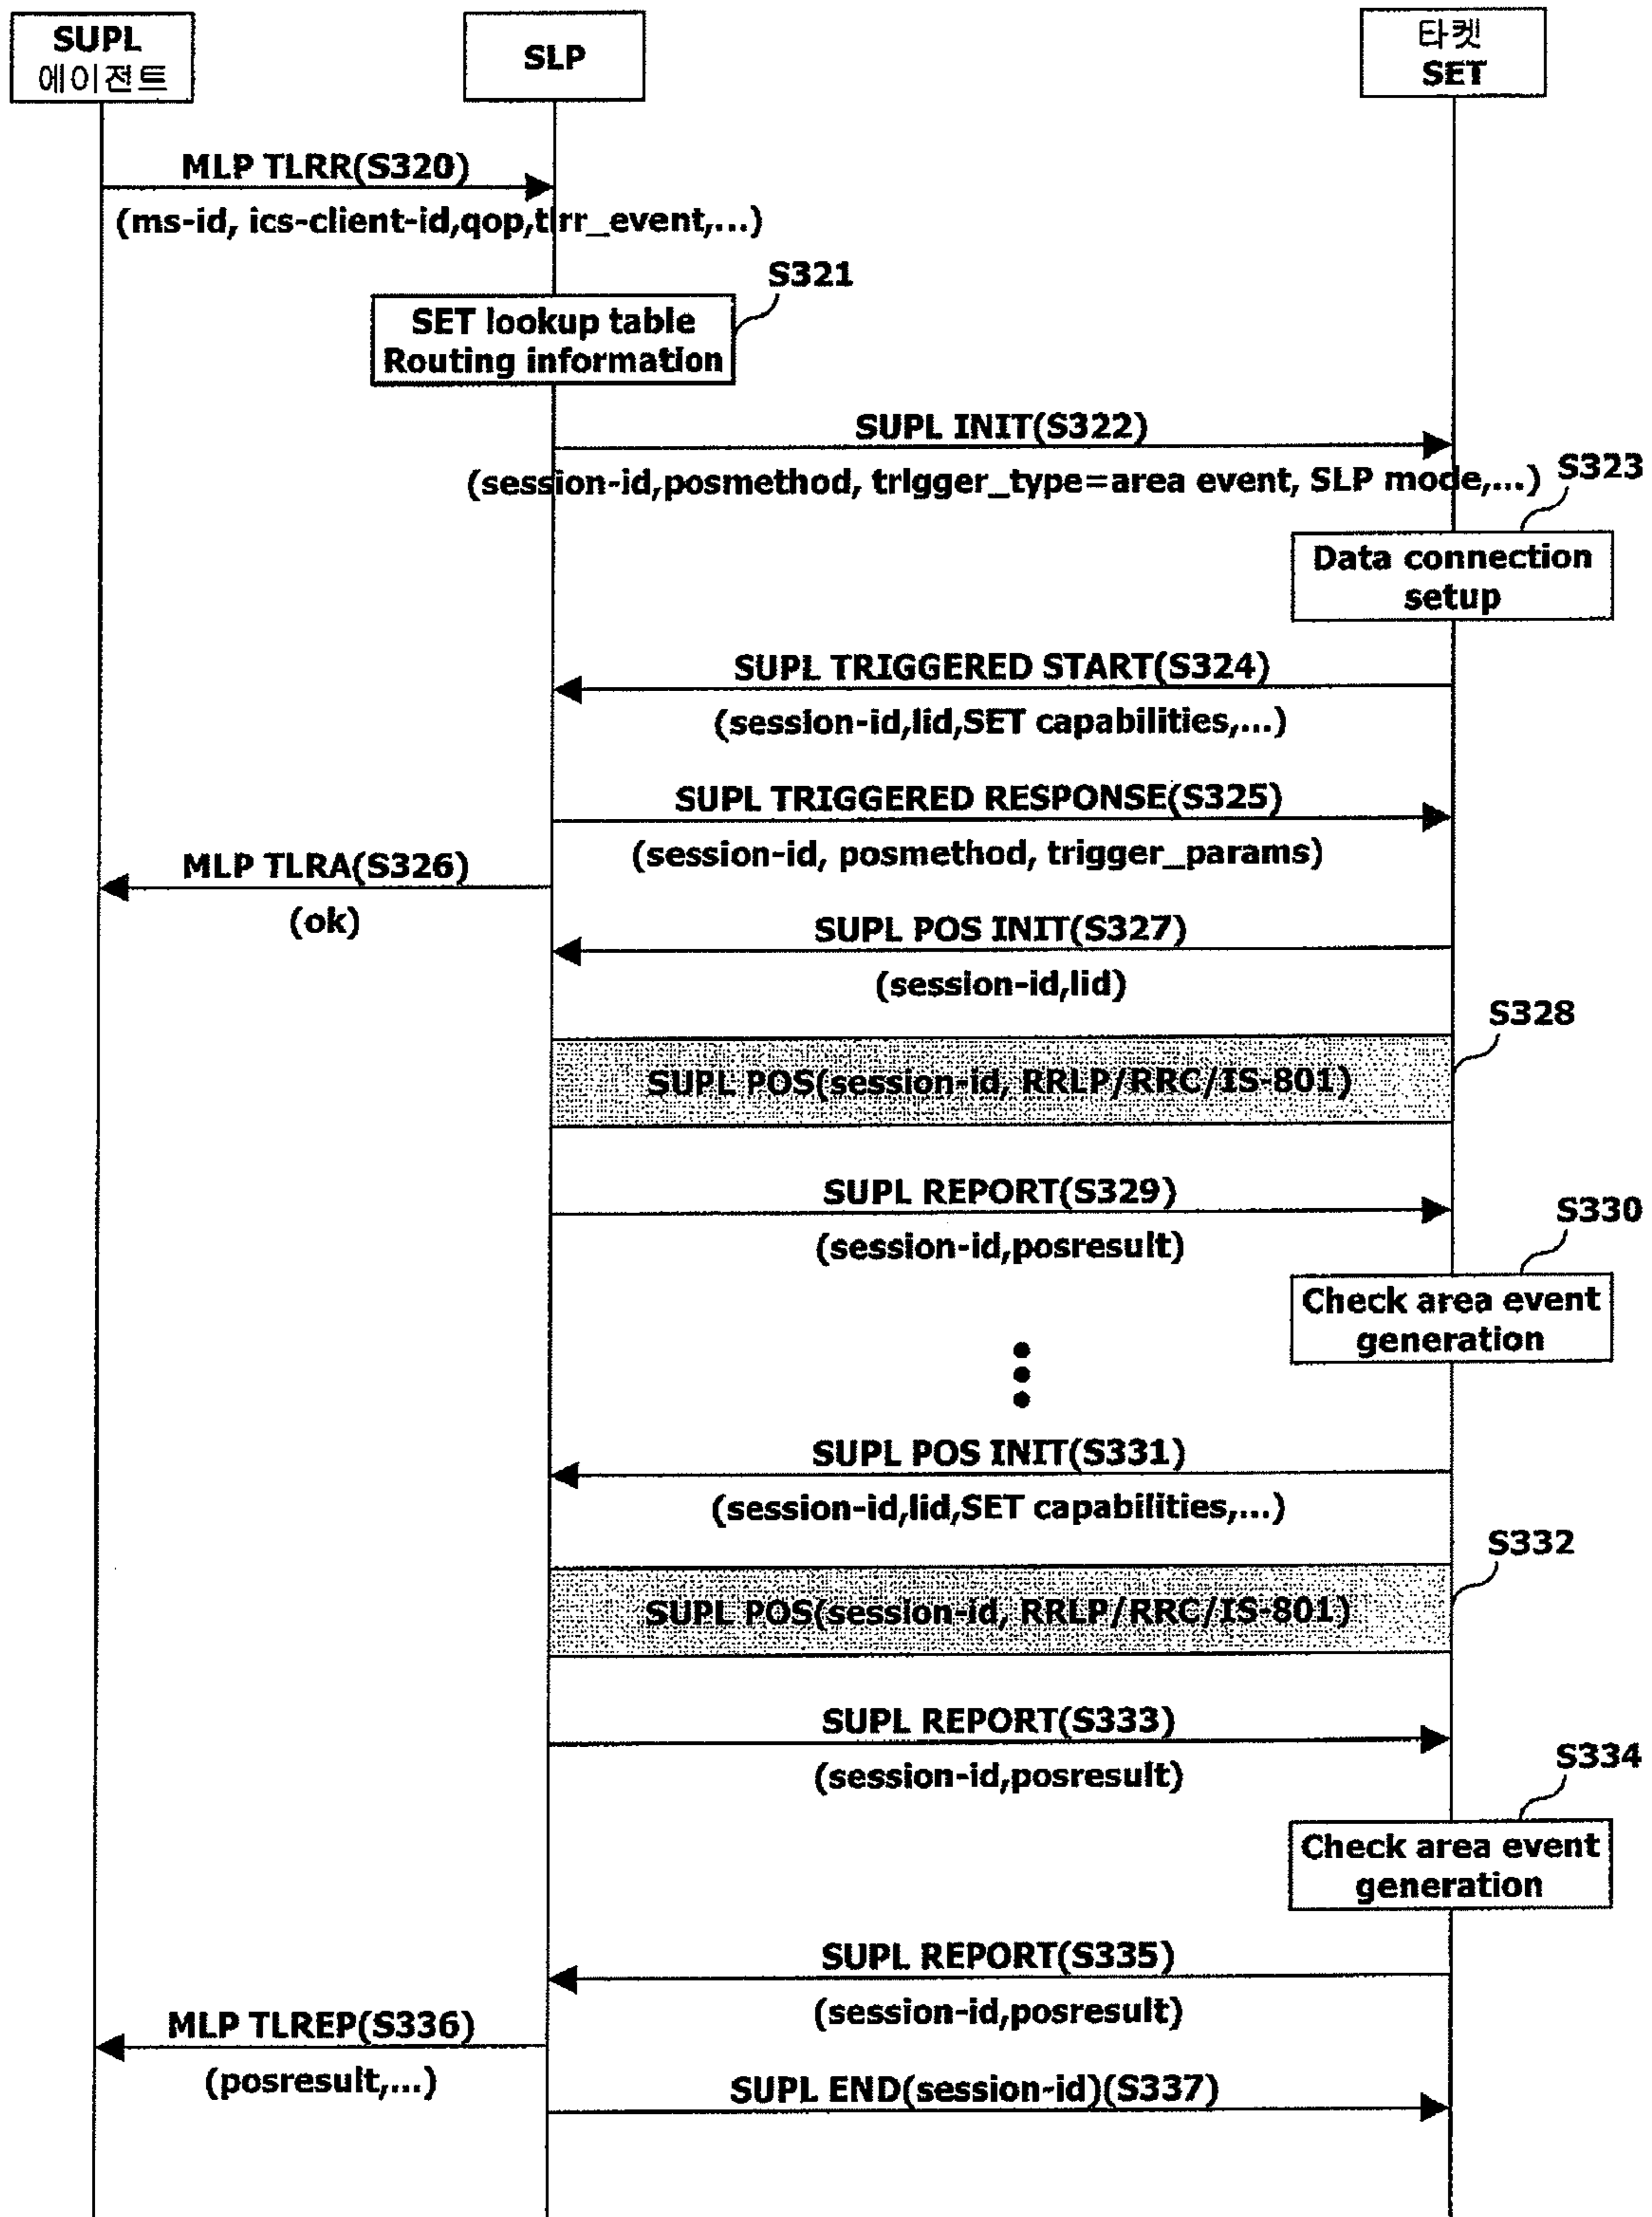 SUPL
에이전트
SLP
타켓
SET
MLP TLRR(S320)
(ms-id, ics-client-id,qop,tlrr_event,...)
S321
SET lookup table
Routing information
SUPL INIT(S322)
(session-id,posmethod, trigger_type=area event, SLP mode,...)
S323
Data connection
setup
SUPL TRIGGERED START(S324)
(session-id,lid,SET capabilities,...)
SUPL TRIGGERED RESPONSE(S325)
(session-id, posmethod, trigger_params)
MLP TLRA(S326)
(ok)
SUPL POS INIT(S327)
(session-id,lid)
S328
SUPL POS(session-id, RRLP/RRC/IS-801)
SUPL REPORT(S329)
(session-id,posresult)
S330
Check area event
generation
SUPL POS INIT(S331)
(session-id,lid,SET capabilities,...)
S332
SUPL POS(session-id, RRLP/RRC/IS-801)
SUPL REPORT(S333)
(session-id,posresult)
S334
Check area event
generation
SUPL REPORT(S335)
(session-id,posresult)
MLP TLREP(S336)
(posresult,...)
SUPL END(session-id)(S337)